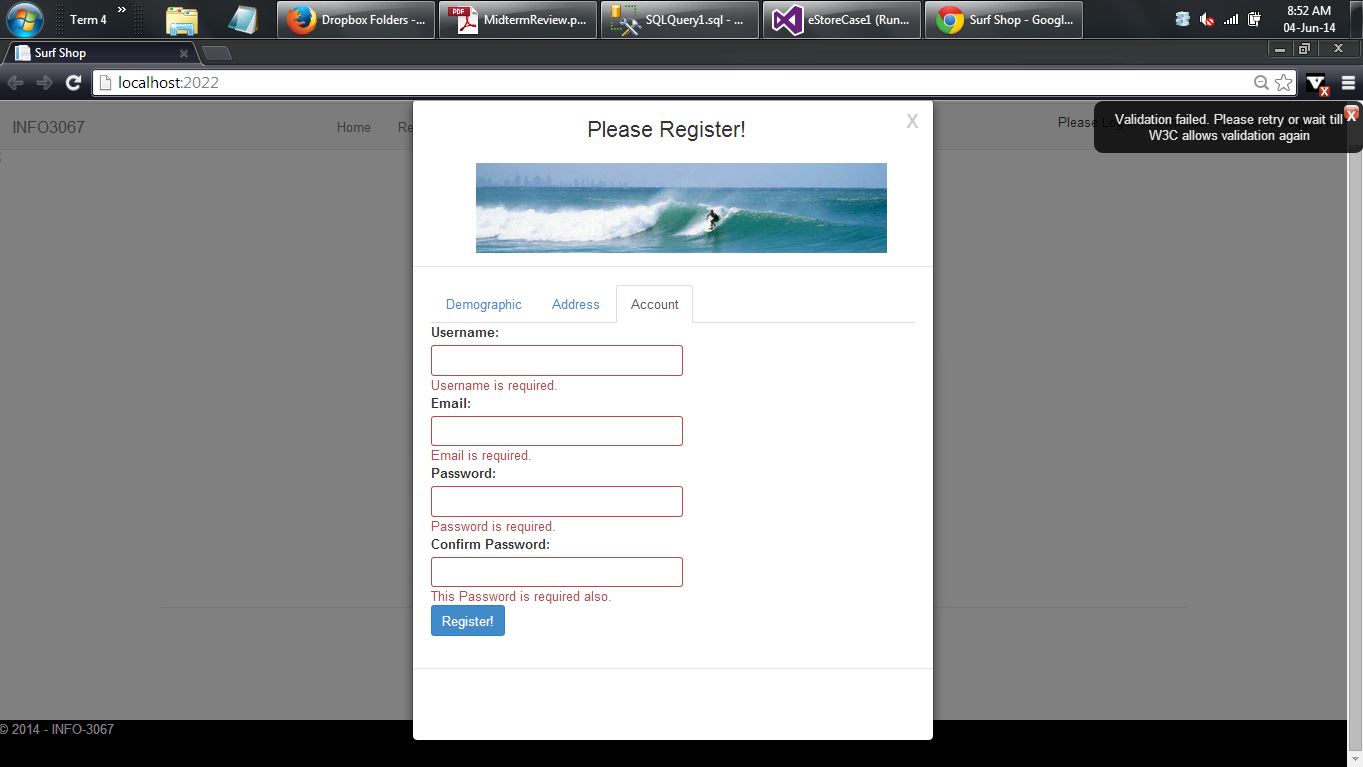 Term 4
»
Dropbox Folders -...
MidtermReview.p...
SQLQuery1.sql - ...
eStoreCase1 (Run...
Surf Shop - Googl...
8:52 AM
04-Jun-14
Surf Shop
localhost:2022
INFO3067
Home
Re
Please
Validation failed. Please retry or wait till
W3C allows validation again
Please Register!
X
Demographic
Address
Account
Username:
Username is required.
Email:
Email is required.
Password:
Password is required.
Confirm Password:
This Password is required also.
Register!
© 2014 - INFO-3067